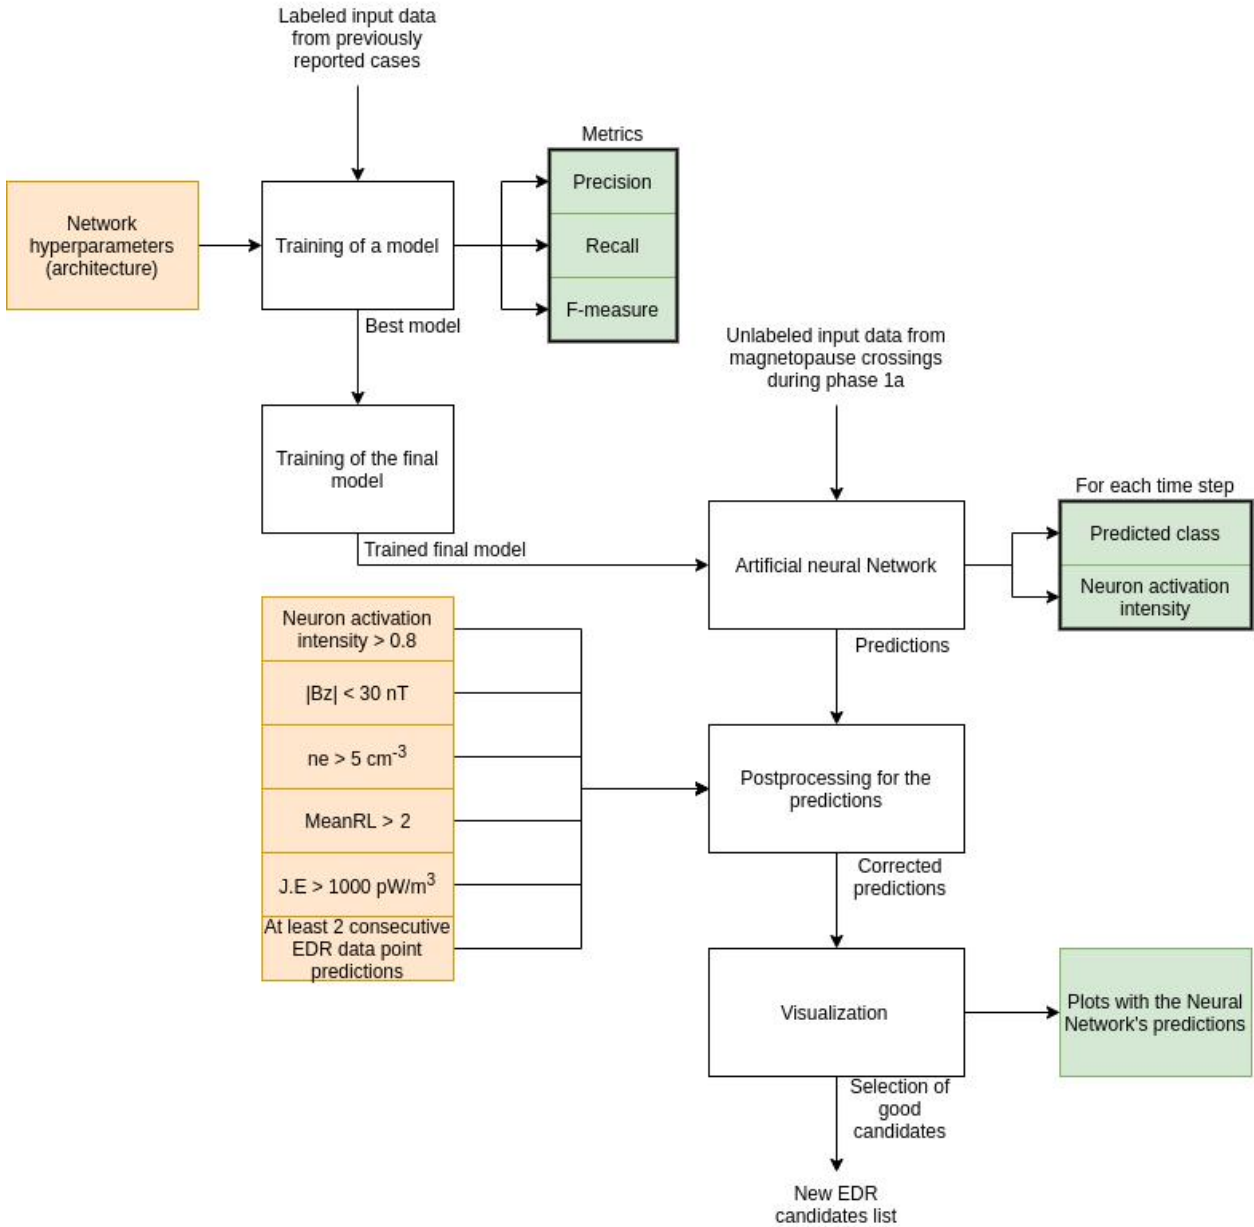 Labeled input data
from previously
reported cases
Metrics
Network
hyperparameters
(architecture)
Training of a model
Precision
Recall
F-measure
Best model
Unlabeled input data from
magnetopause crossings
during phase 1a
Training of the final
model
Trained final model
For each time step
Artificial neural Network
Predicted class
Neuron activation
intensity
Predictions
Neuron activation
intensity > 0.8
|Bz| < 30 nT
ne > 5 cm⁻³
MeanRL > 2
J.E > 1000 pW/m³
At least 2 consecutive
EDR data point
predictions
Postprocessing for the
predictions
Corrected
predictions
Visualization
Plots with the Neural
Network's predictions
Selection of
good
candidates
New EDR
candidates list